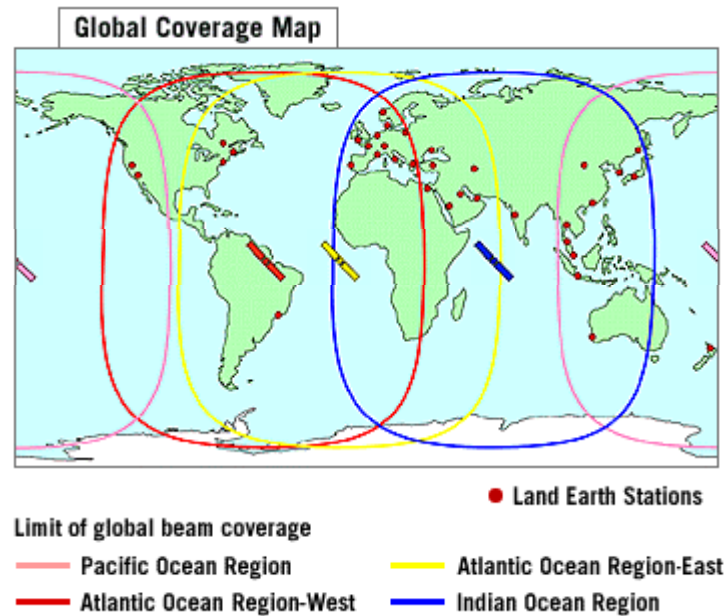 Global Coverage Map
Land Earth Stations
Limit of global beam coverage
Pacific Ocean Region
Atlantic Ocean Region-East
Atlantic Ocean Region-West
Indian Ocean Region